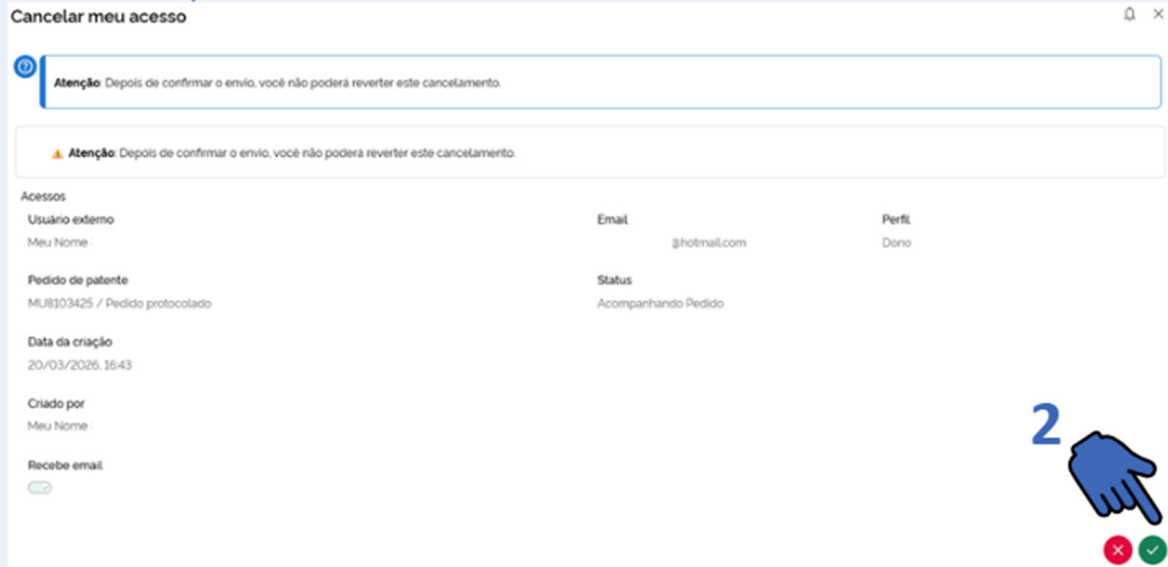 Cancelar meu acesso
Atenção: Depois de confirmar o envio, você não poderá reverter este cancelamento.
Atenção: Depois de confirmar o envio, você não poderá reverter este cancelamento.
Acessos
Usuário externo Email Perfil
Meu Nome @hotmail.com Dono
Pedido de patente Status
MU8103425 / Pedido protocolado Acompanhando Pedido
Data da criação
20/03/2026, 16:43
Criado por
Meu Nome
Recebe email
2